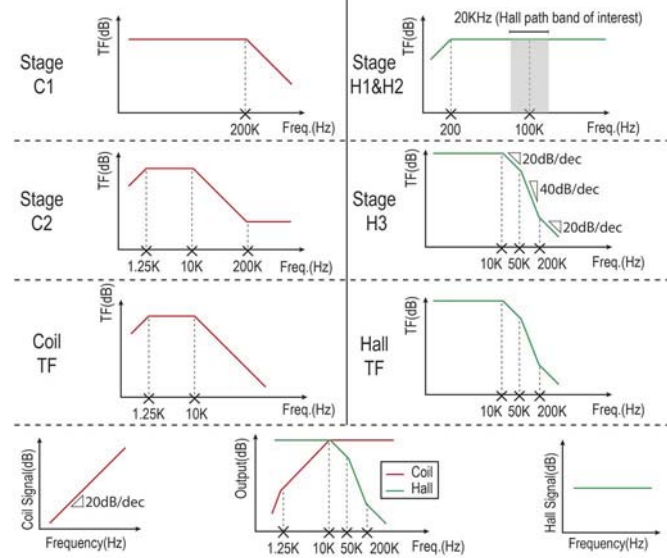 Stage
C1
TF(dB)
200K
Freq.(Hz)
20KHz (Hall path band of interest)
Stage
H1&H2
TF(dB)
200
100K
Freq.(Hz)
Stage
C2
TF(dB)
1.25K
10K
200K
Freq.(Hz)
Stage
H3
TF(dB)
20dB/dec
40dB/dec
20dB/dec
10K
50K
200K
Freq.(Hz)
Coil
TF
TF(dB)
1.25K
10K
Freq.(Hz)
Hall
TF
TF(dB)
10K
50K
200K
Freq.(Hz)
Coil Signal(dB)
20dB/dec
Frequency(Hz)
Output(dB)
Coil
Hall
1.25K
10K
50K
200K
Freq.(Hz)
Hall Signal(dB)
Frequency(Hz)